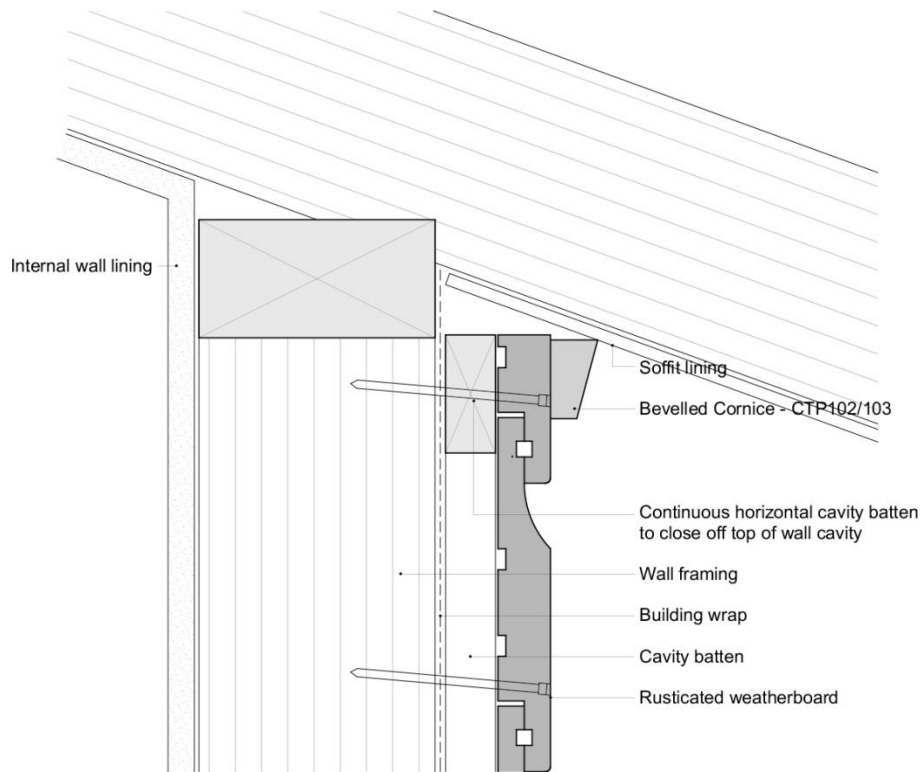 Internal wall lining
Soffit lining
Bevelled Cornice - CTP102/103
Continuous horizontal cavity batten
to close off top of wall cavity
Wall framing
Building wrap
Cavity batten
Rusticated weatherboard